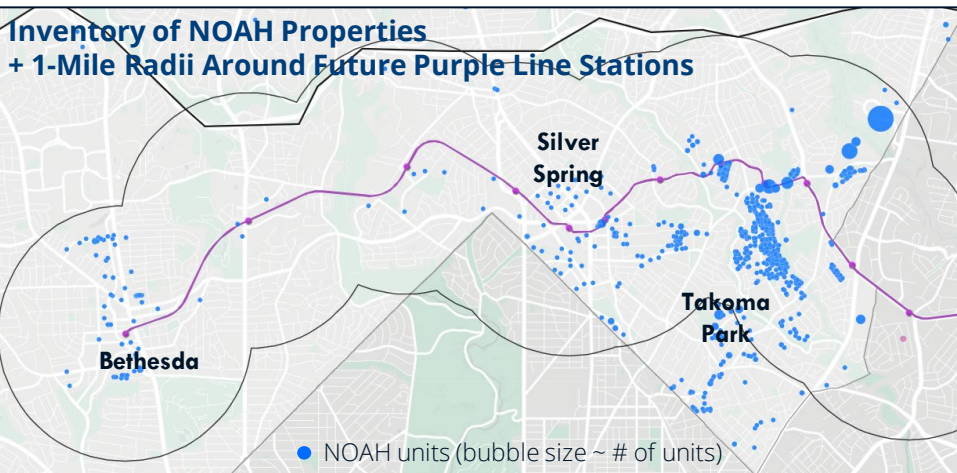 Inventory of NOAH Properties
+ 1-Mile Radii Around Future Purple Line Stations
Silver
Spring
Takoma
Park
Bethesda
NOAH units (bubble size ~ # of units)